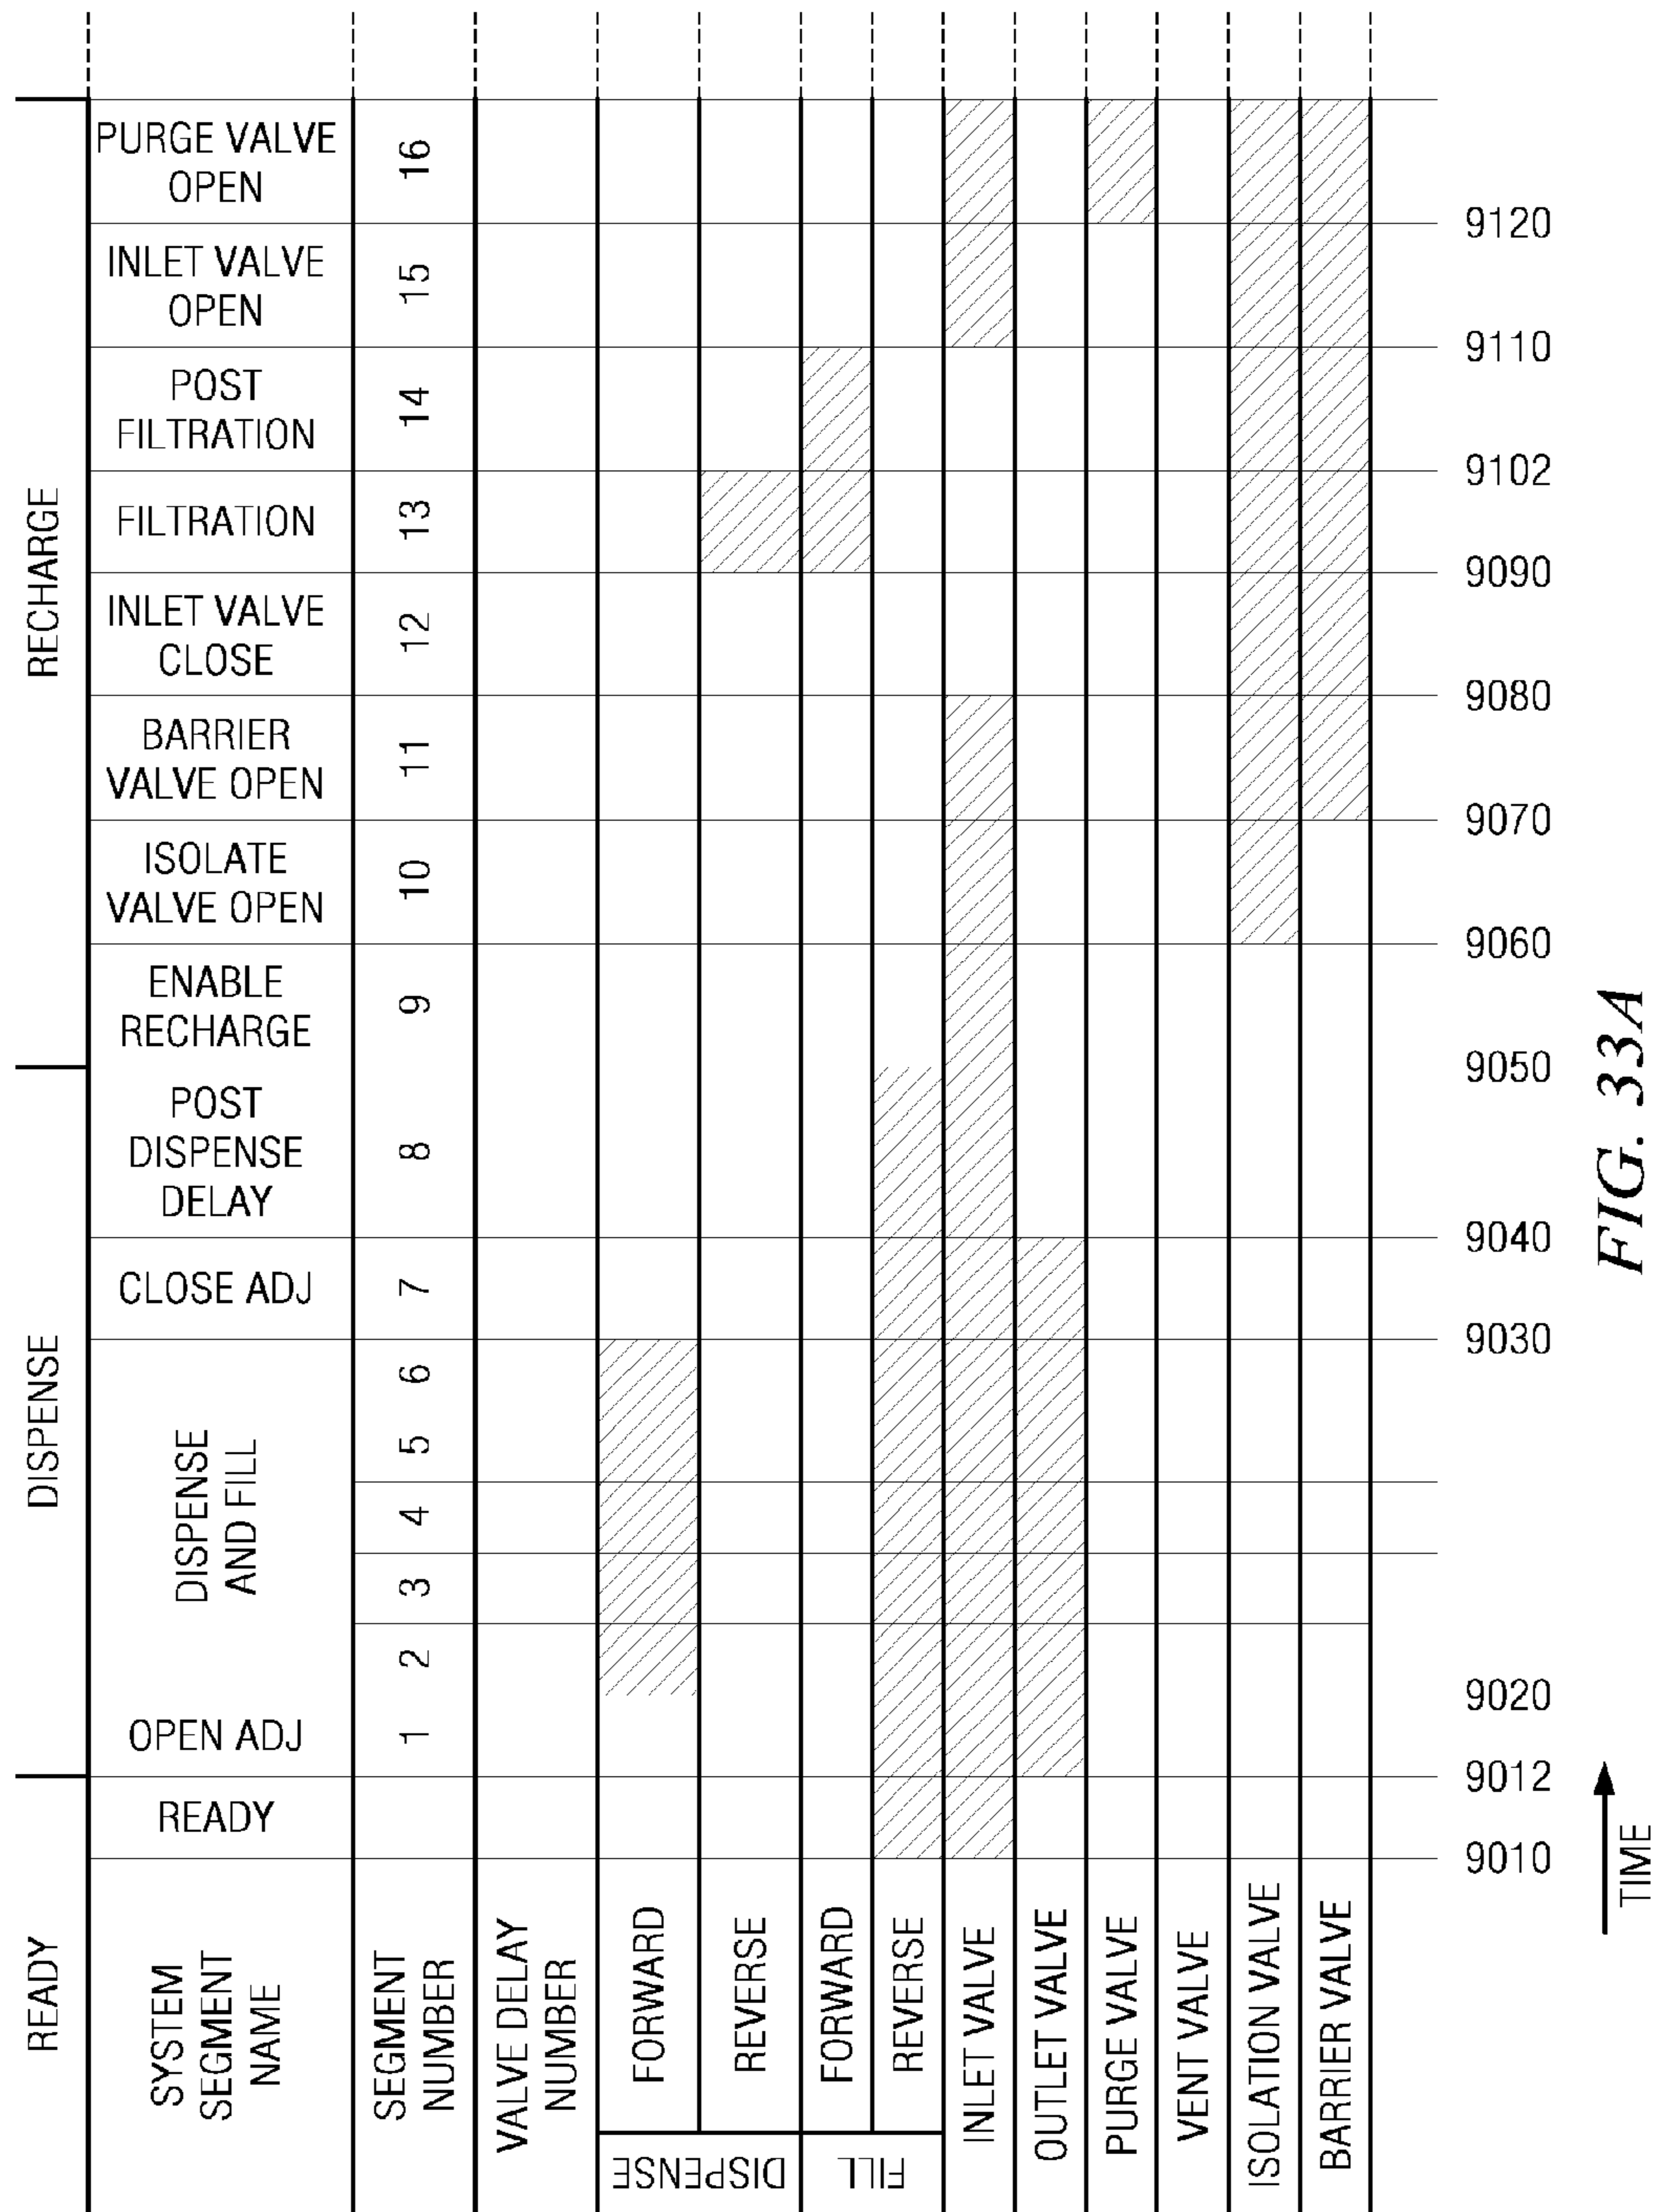 READY
DISPENSE
RECHARGE
SYSTEM
SEGMENT
NAME
READY
OPEN ADJ
DISPENSE
AND FILL
CLOSE ADJ
POST
DISPENSE
DELAY
ENABLE
RECHARGE
ISOLATE
VALVE OPEN
BARRIER
VALVE OPEN
INLET VALVE
CLOSE
FILTRATION
POST
FILTRATION
INLET VALVE
OPEN
PURGE VALVE
OPEN
SEGMENT
NUMBER
1 2 3 4 5 6 7 8 9 10 11 12 13 14 15 16
VALVE DELAY
NUMBER
DISPENSE
FORWARD
REVERSE
FILL
FORWARD
REVERSE
INLET VALVE
OUTLET VALVE
PURGE VALVE
VENT VALVE
ISOLATION VALVE
BARRIER VALVE
9010 9012 9020 9030 9040 9050 9060 9070 9080 9090 9102 9110 9120
TIME
FIG. 33A